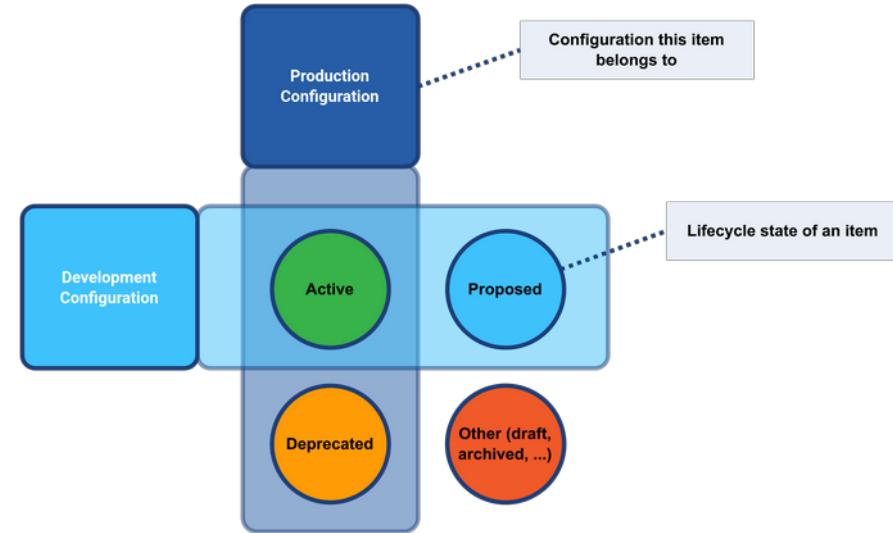 Production
Configuration
Configuration this item
belongs to
Development
Configuration
Active
Proposed
Lifecycle state of an item
Deprecated
Other (draft,
archived, ...)